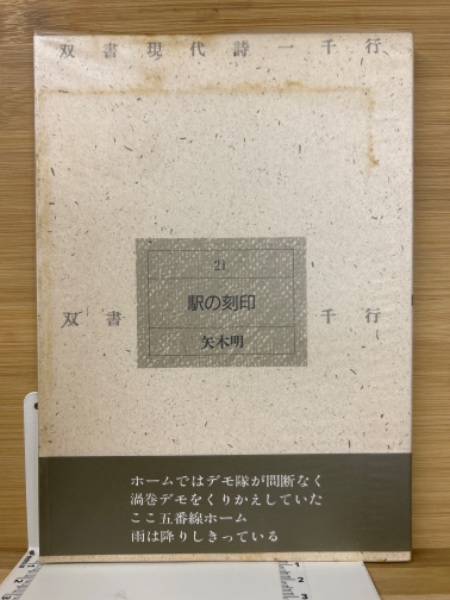 双書現代詩一千行
21
駅の刻印
矢木明
双書
千行
ホームではデモ隊が間断なく
渦巻デモをくりかえしていた
ここ五番線ホーム
雨は降りしきっている